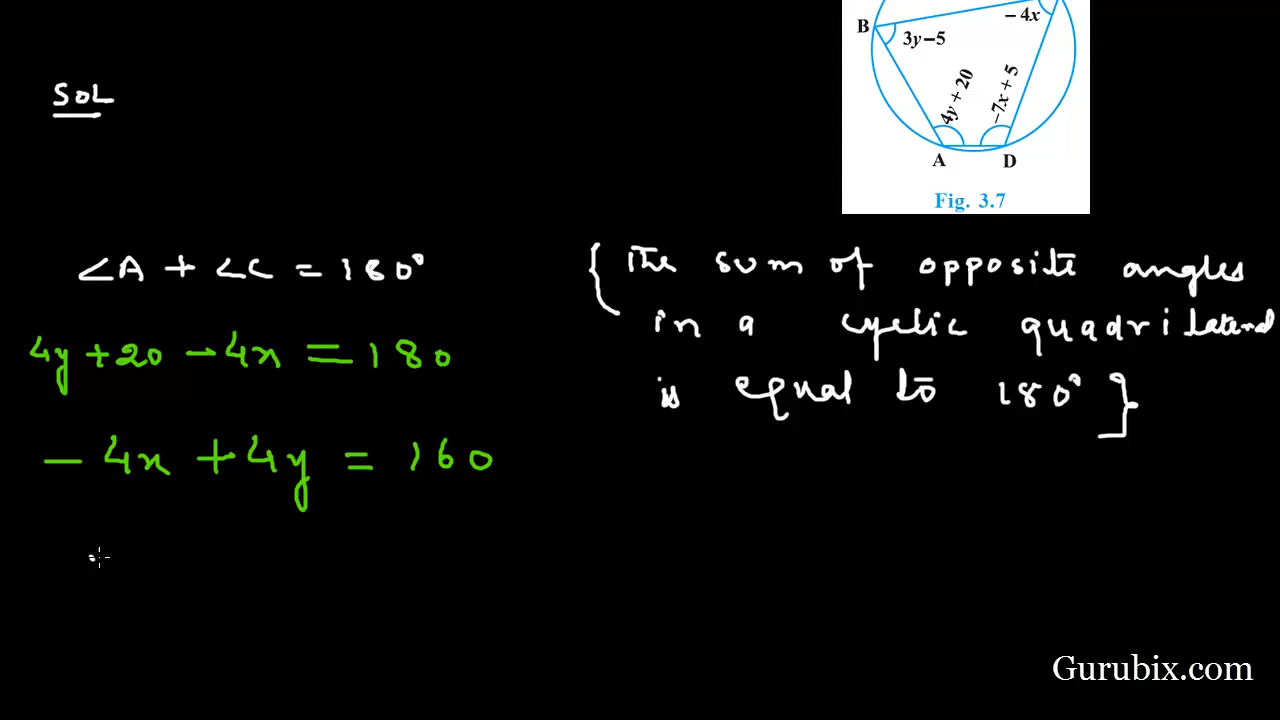 B
3y−5
−4x
4y + 20
−7x + 5
A
D
Fig. 3.7
SOL
∠A + ∠C = 180°
{ The sum of opposite angles
in a cyclic quadrilateral
is equal to 180° }
4y + 20 − 4x = 180
− 4x + 4y = 160
Gurubix.com